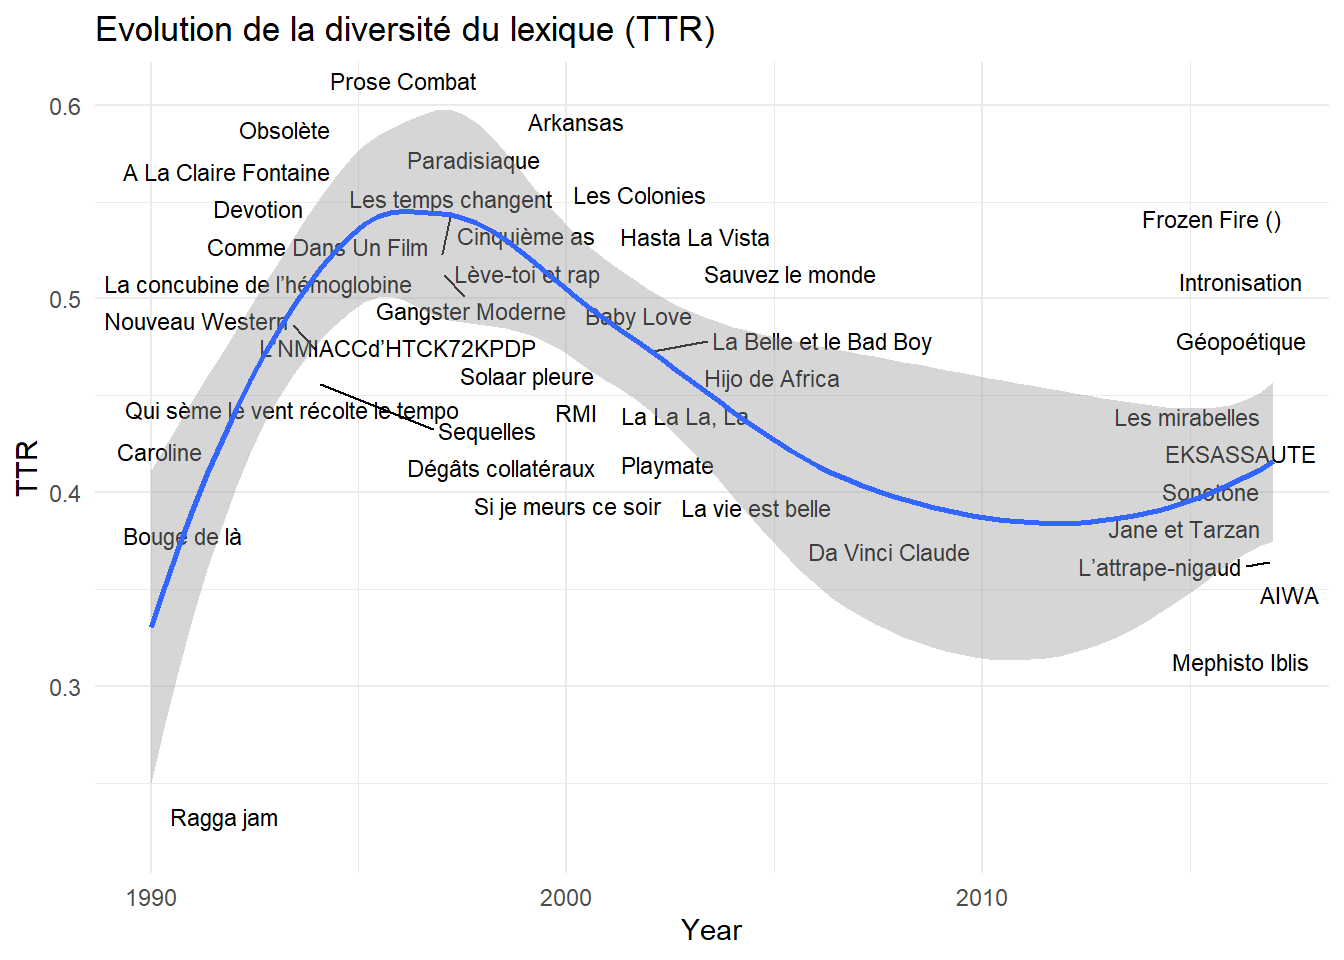 Evolution de la diversité du lexique (TTR)
Prose Combat
0.6
Arkansas
Obsolète
Paradisiaque
A La Claire Fontaine
Les Colonies
Les temps changent
Devotion
Frozen Fire ()
Cinquième as
Hasta La Vista
Comme Dans Un Film
Lève-toi et rap
Sauvez le monde
Intronisation
La concubine de l'hémoglobine
0.5
Gangster Moderne
Baby Love
Nouveau Western
La Belle et le Bad Boy
Géopoétique
L'NMIACCd'HTCK72KPDP
Solaar pleure
Hijo de Africa
Qui sème le vent récolte le tempo
RMI
La La La, La
Les mirabelles
Sequelles
Caroline
EKSASSAUTE
TTR
Dégâts collatéraux
Playmate
0.4
Sonotone
Si je meurs ce soir
La vie est belle
Jane et Tarzan
Bouge de là
Da Vinci Claude
L'attrape-nigaud
AIWA
Mephisto Iblis
0.3
Ragga jam
1990
2000
2010
Year